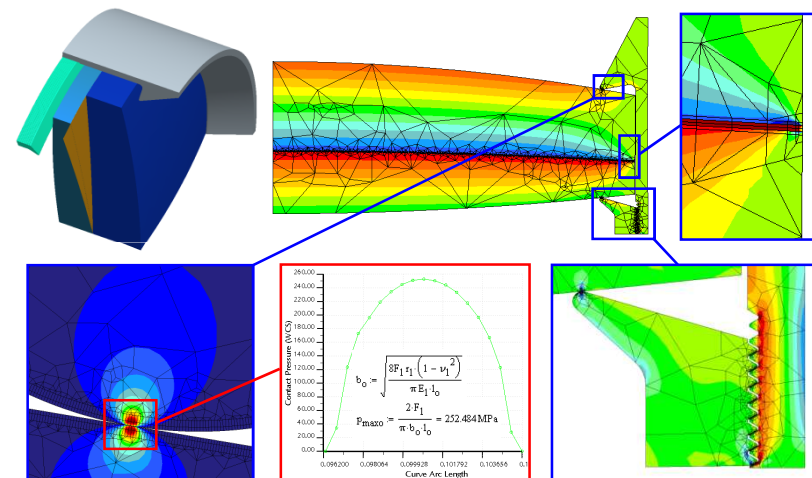 260.00
240.00
220.00
200.00
180.00
160.00
140.00
120.00
100.00
80.00
60.00
40.00
20.00
0.00
Contact Pressure (WCS)
b₀ := √(8F₁·r₁·(1 − ν₁²) / (π E₁·l₀))
p_maxo := 2·F₁ / (π·b₀·l₀) = 252.484 MPa
0.096200 0.098064 0.099928 0.101792 0.103656 0.1
Curve Arc Length